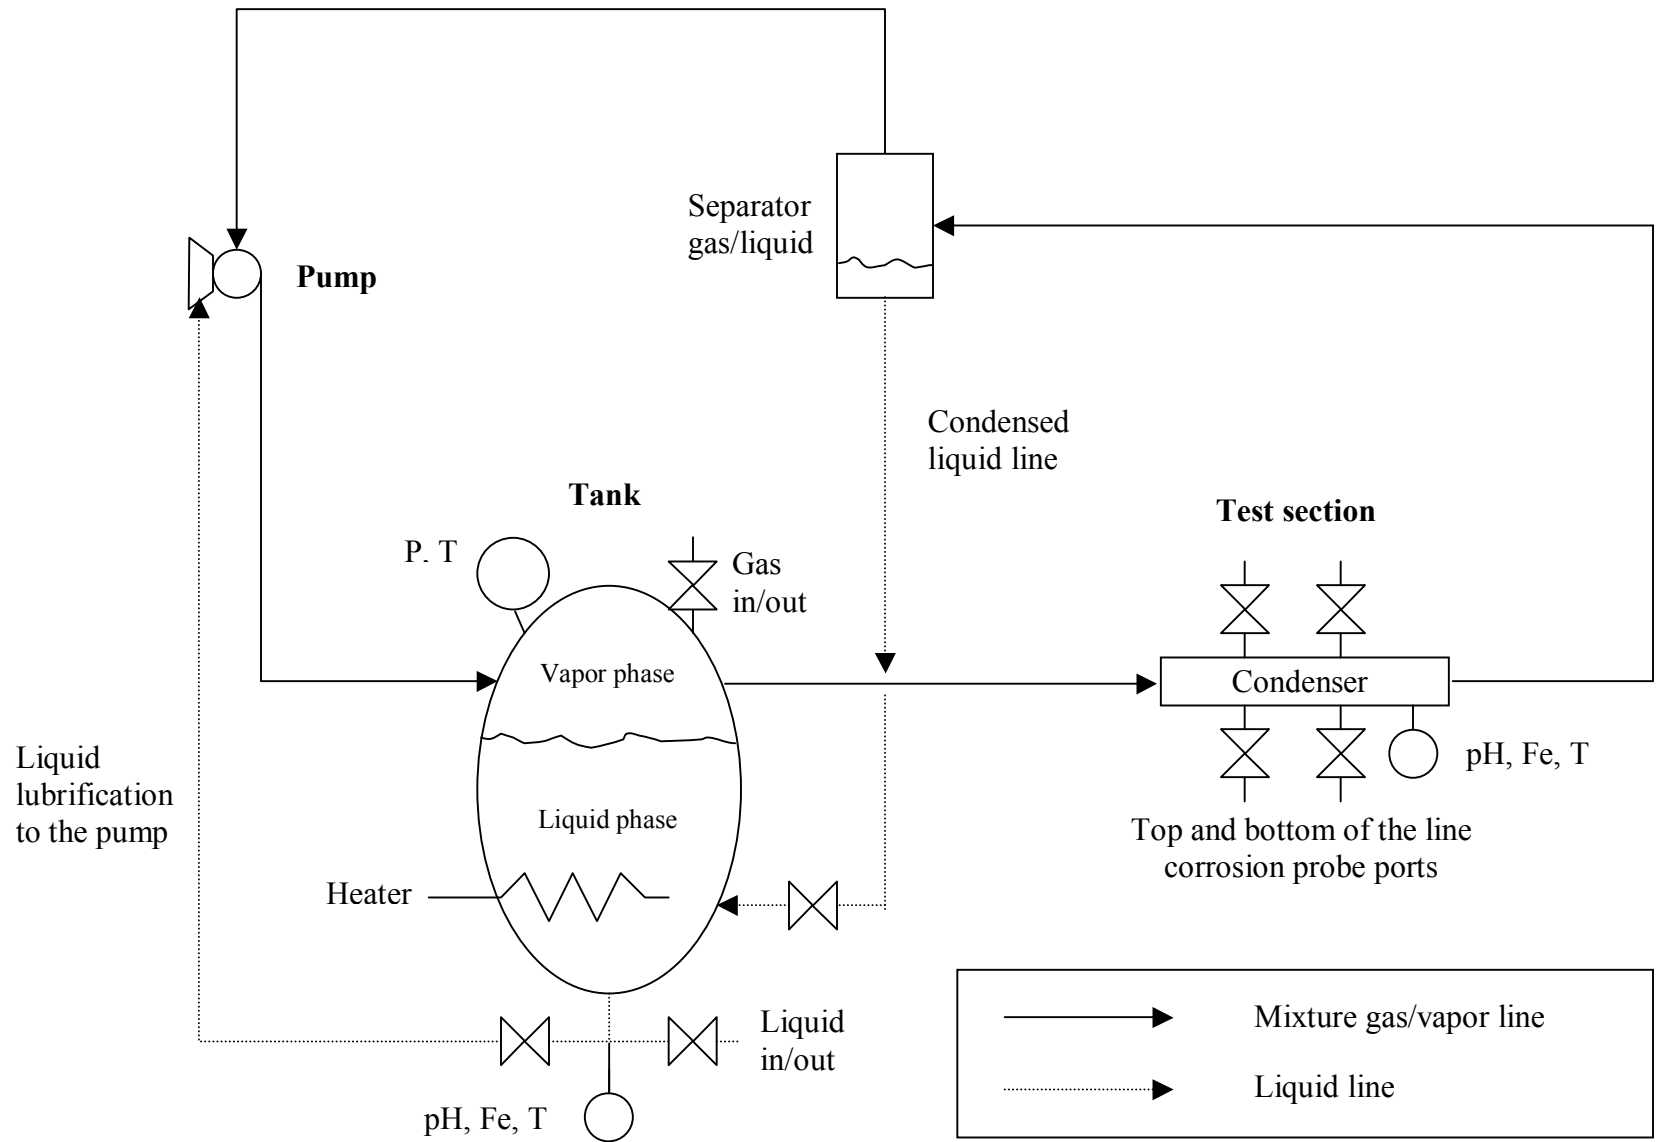 Separator
gas/liquid
Pump
Condensed
liquid line
Tank
Test section
P, T
Gas
in/out
Vapor phase
Condenser
Liquid
lubrification
to the pump
pH, Fe, T
Liquid phase
Top and bottom of the line
corrosion probe ports
Heater
Liquid
in/out
Mixture gas/vapor line
Liquid line
pH, Fe, T